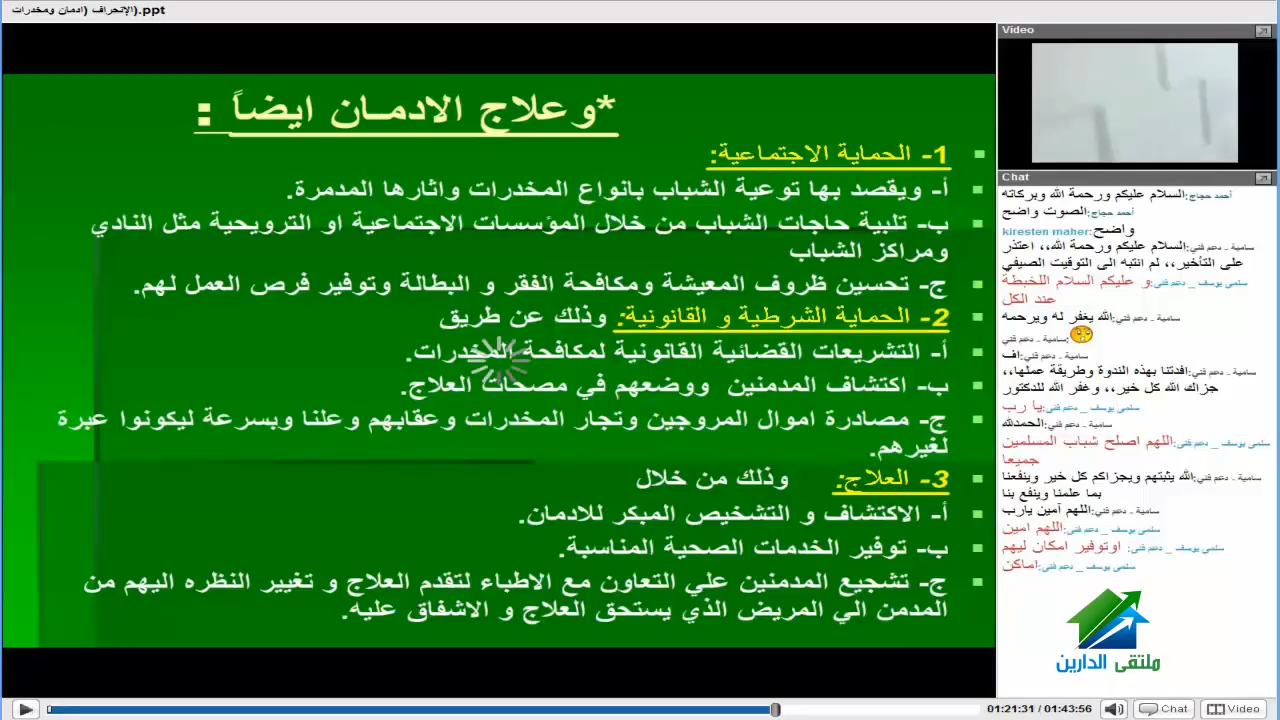 الإنحراف (ادمان ومخدرات).ppt
*وعلاج الادمـان ايضاً :
1- الحماية الاجتماعية:
أ- ويقصد بها توعية الشباب بانواع المخدرات واثارها المدمرة.
ب- تلبية حاجات الشباب من خلال المؤسسات الاجتماعية او الترويحية مثل النادي
ومراكز الشباب
ج- تحسين ظروف المعيشة ومكافحة الفقر و البطالة وتوفير فرص العمل لهم.
2- الحماية الشرطية و القانونية: وذلك عن طريق
أ- التشريعات القضائية القانونية لمكافحة المخدرات.
ب- اكتشاف المدمنين ووضعهم في مصحات العلاج.
ج- مصادرة اموال المروجين وتجار المخدرات وعقابهم وعلنا وبسرعة ليكونوا عبرة
لغيرهم.
3- العلاج: وذلك من خلال
أ- الاكتشاف و التشخيص المبكر للادمان.
ب- توفير الخدمات الصحية المناسبة.
ج- تشجيع المدمنين علي التعاون مع الاطباء لتقدم العلاج و تغيير النظره اليهم من
المدمن الي المريض الذي يستحق العلاج و الاشفاق عليه.
Video
Chat
أحمد حجاج: السلام عليكم ورحمة الله وبركاته
أحمد حجاج: الصوت واضح
kiresten maher: واضح
سامية - دعم فني: السلام عليكم ورحمة الله،، اعتذر
على التأخير،، لم انتبه الى التوقيت الصيفي
سلمى يوسف _ دعم فني: و عليكم السلام اللخبطة
عند الكل
سامية - دعم فني: الله يغفر له ويرحمه
سامية - دعم فني:
سامية - دعم فني: اف
سامية - دعم فني: افدتنا بهذه الندوة وطريقة عملها،،
جزاك الله كل خير،، وغفر الله للدكتور
سلمى يوسف _ دعم فني: يا رب
سامية - دعم فني: الحمدلله
سلمى يوسف _ دعم فني: اللهم اصلح شباب المسلمين
جميعا
سامية - دعم فني: الله يثبتهم ويجزاكم كل خير وينفعنا
بما علمنا وينفع بنا
سامية - دعم فني: اللهم آمين يارب
سلمى يوسف _ دعم فني: اللهم امين
سلمى يوسف _ دعم فني: اوتوفير امكان ليهم
سلمى يوسف _ دعم فني: اماكن
ملتقى الدارين
01:21:31 / 01:43:56
Chat
Video